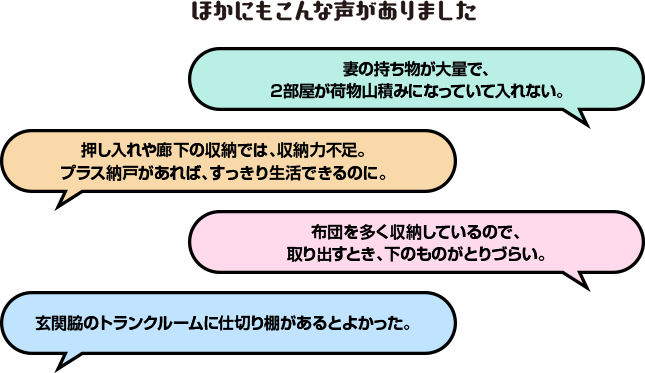 ほかにもこんな声がありました
妻の持ち物が大量で、
2部屋が荷物山積みになっていて入れない。
押し入れや廊下の収納では、収納力不足。
プラス納戸があれば、すっきり生活できるのに。
布団を多く収納しているので、
取り出すとき、下のものがとりづらい。
玄関脇のトランクルームに仕切り棚があるとよかった。